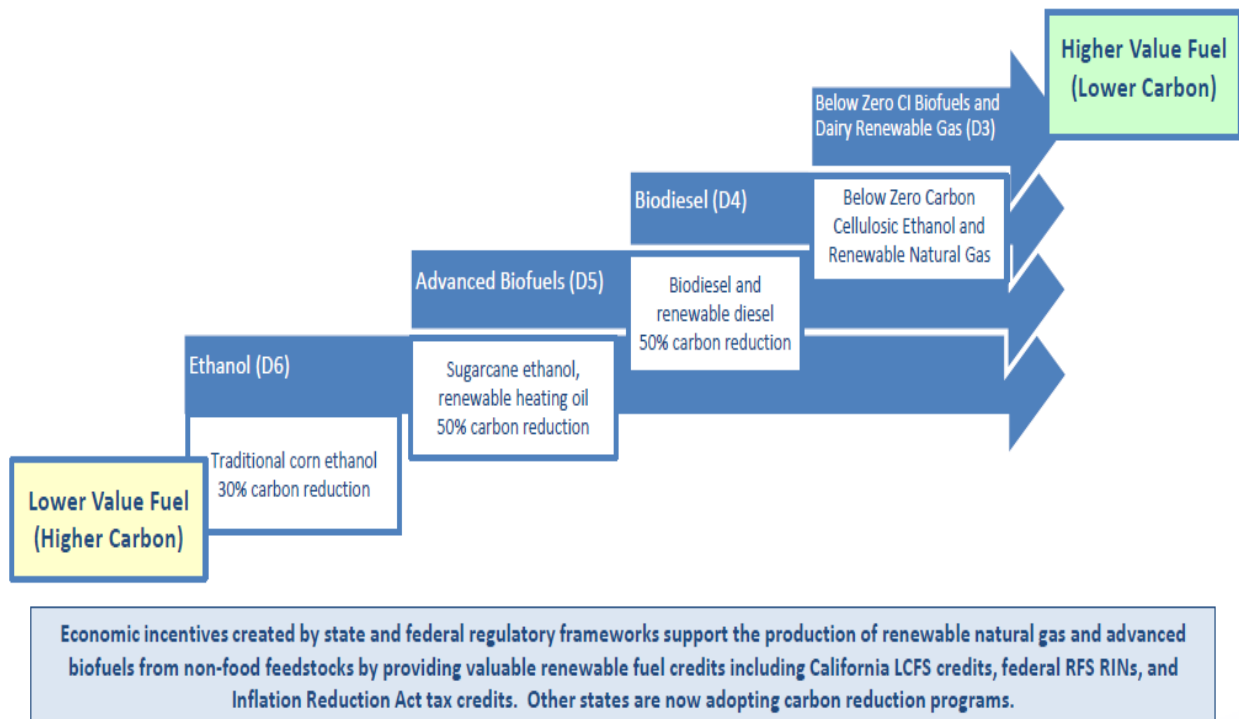 Higher Value Fuel
(Lower Carbon)
Below Zero CI Biofuels and
Dairy Renewable Gas (D3)
Below Zero Carbon
Cellulosic Ethanol and
Renewable Natural Gas
Biodiesel (D4)
Biodiesel and
renewable diesel
50% carbon reduction
Advanced Biofuels (D5)
Sugarcane ethanol,
renewable heating oil
50% carbon reduction
Ethanol (D6)
Traditional corn ethanol
30% carbon reduction
Lower Value Fuel
(Higher Carbon)
Economic incentives created by state and federal regulatory frameworks support the production of renewable natural gas and advanced
biofuels from non-food feedstocks by providing valuable renewable fuel credits including California LCFS credits, federal RFS RINs, and
Inflation Reduction Act tax credits.  Other states are now adopting carbon reduction programs.